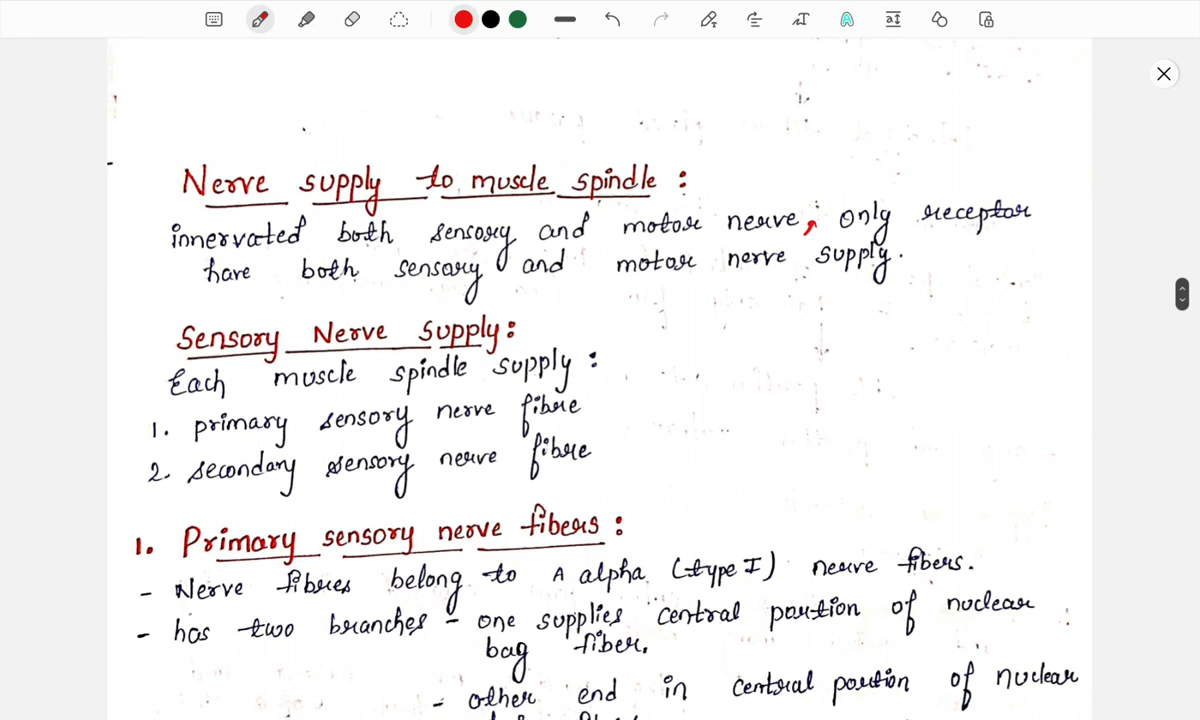 Nerve supply to muscle spindle :
innervated both sensory and motor nerve, only receptor
have both sensary and motar nerve supply.
Sensory Nerve Supply:
Each muscle spindle supply :
1. primary sensory nerve fibre
2. secondary sensory nerve fibre
1. Primary sensory nerve fibers :
- Nerve fibres belong to A alpha (type I) nerve fibers.
- has two branches - one supplies central portion of nuclear
bag fiber.
- other end in central portion of nuclear